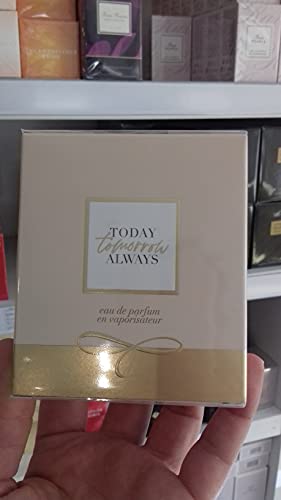 TODAY
tomorrow
ALWAYS
eau de parfum
en vaporisateur